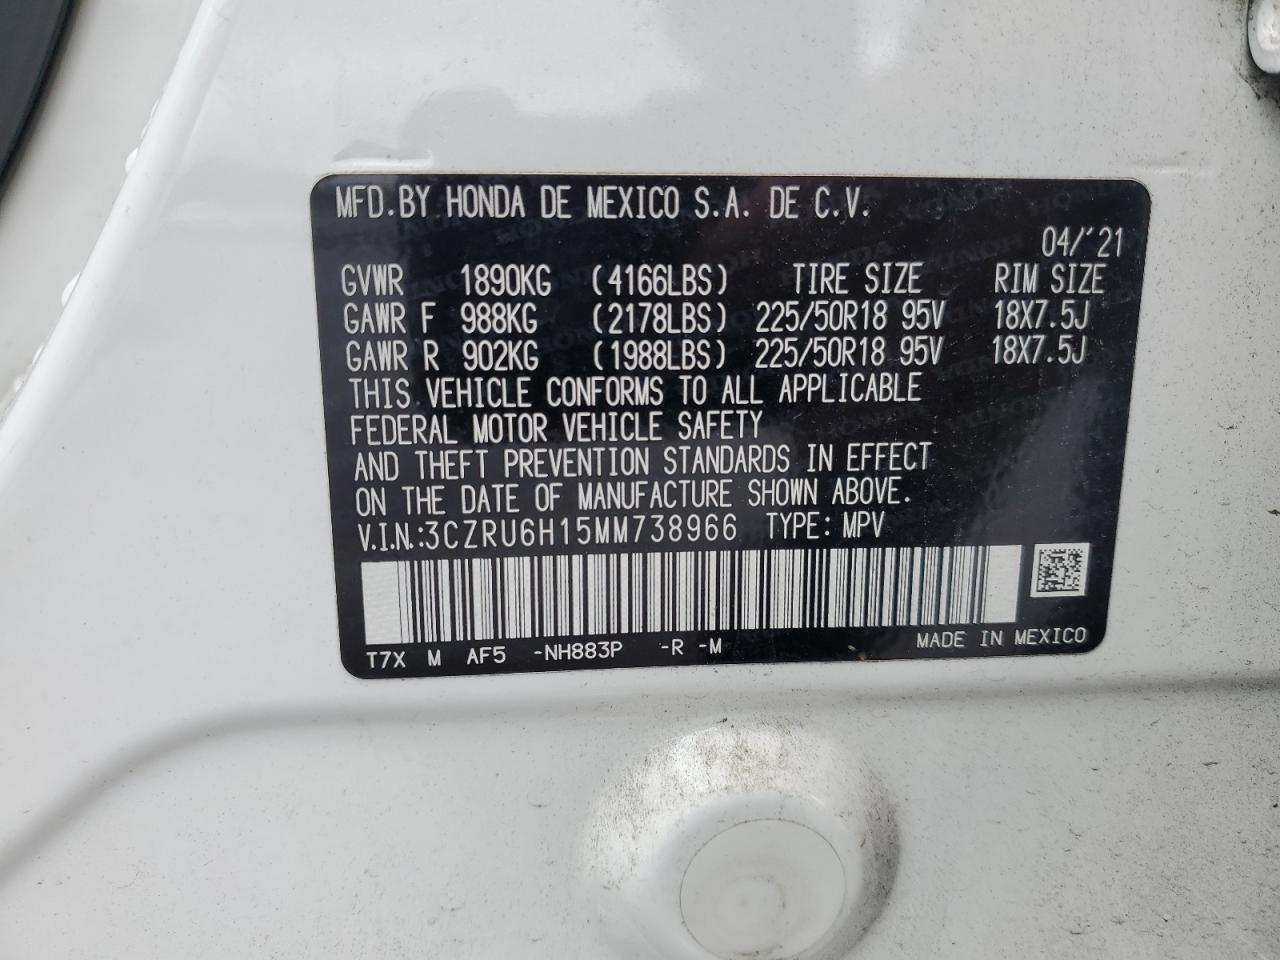 MFD.BY HONDA DE MEXICO S.A. DE C.V.
04/'21
GVWR 1890KG (4166LBS) TIRE SIZE RIM SIZE
GAWR F 988KG (2178LBS) 225/50R18 95V 18X7.5J
GAWR R 902KG (1988LBS) 225/50R18 95V 18X7.5J
THIS VEHICLE CONFORMS TO ALL APPLICABLE
FEDERAL MOTOR VEHICLE SAFETY
AND THEFT PREVENTION STANDARDS IN EFFECT
ON THE DATE OF MANUFACTURE SHOWN ABOVE.
V.I.N.:3CZRU6H15MM738966 TYPE: MPV
T7X M AF5 -NH883P -R -M MADE IN MEXICO